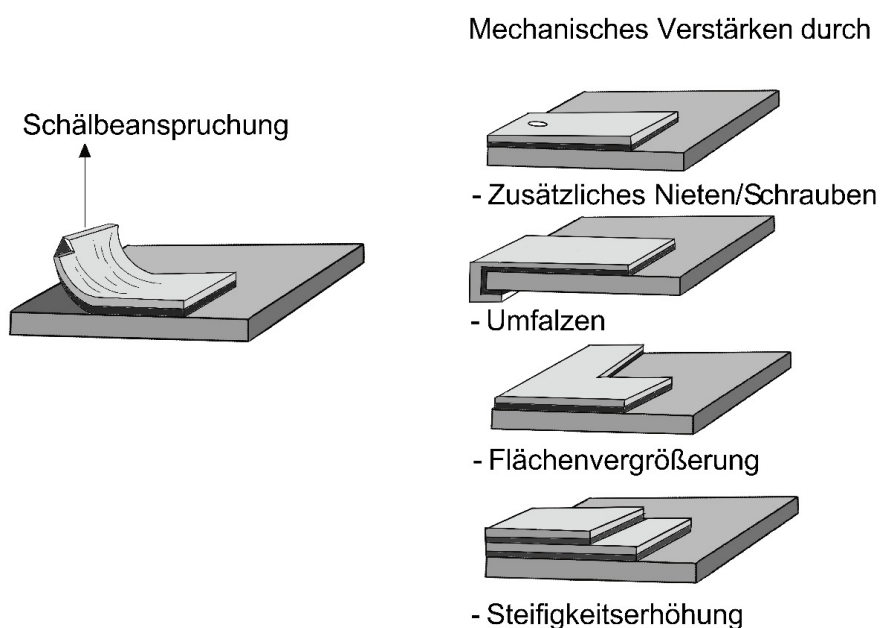 Schälbeanspruchung
Mechanisches Verstärken durch
- Zusätzliches Nieten/Schrauben
- Umfalzen
- Flächenvergrößerung
- Steifigkeitserhöhung